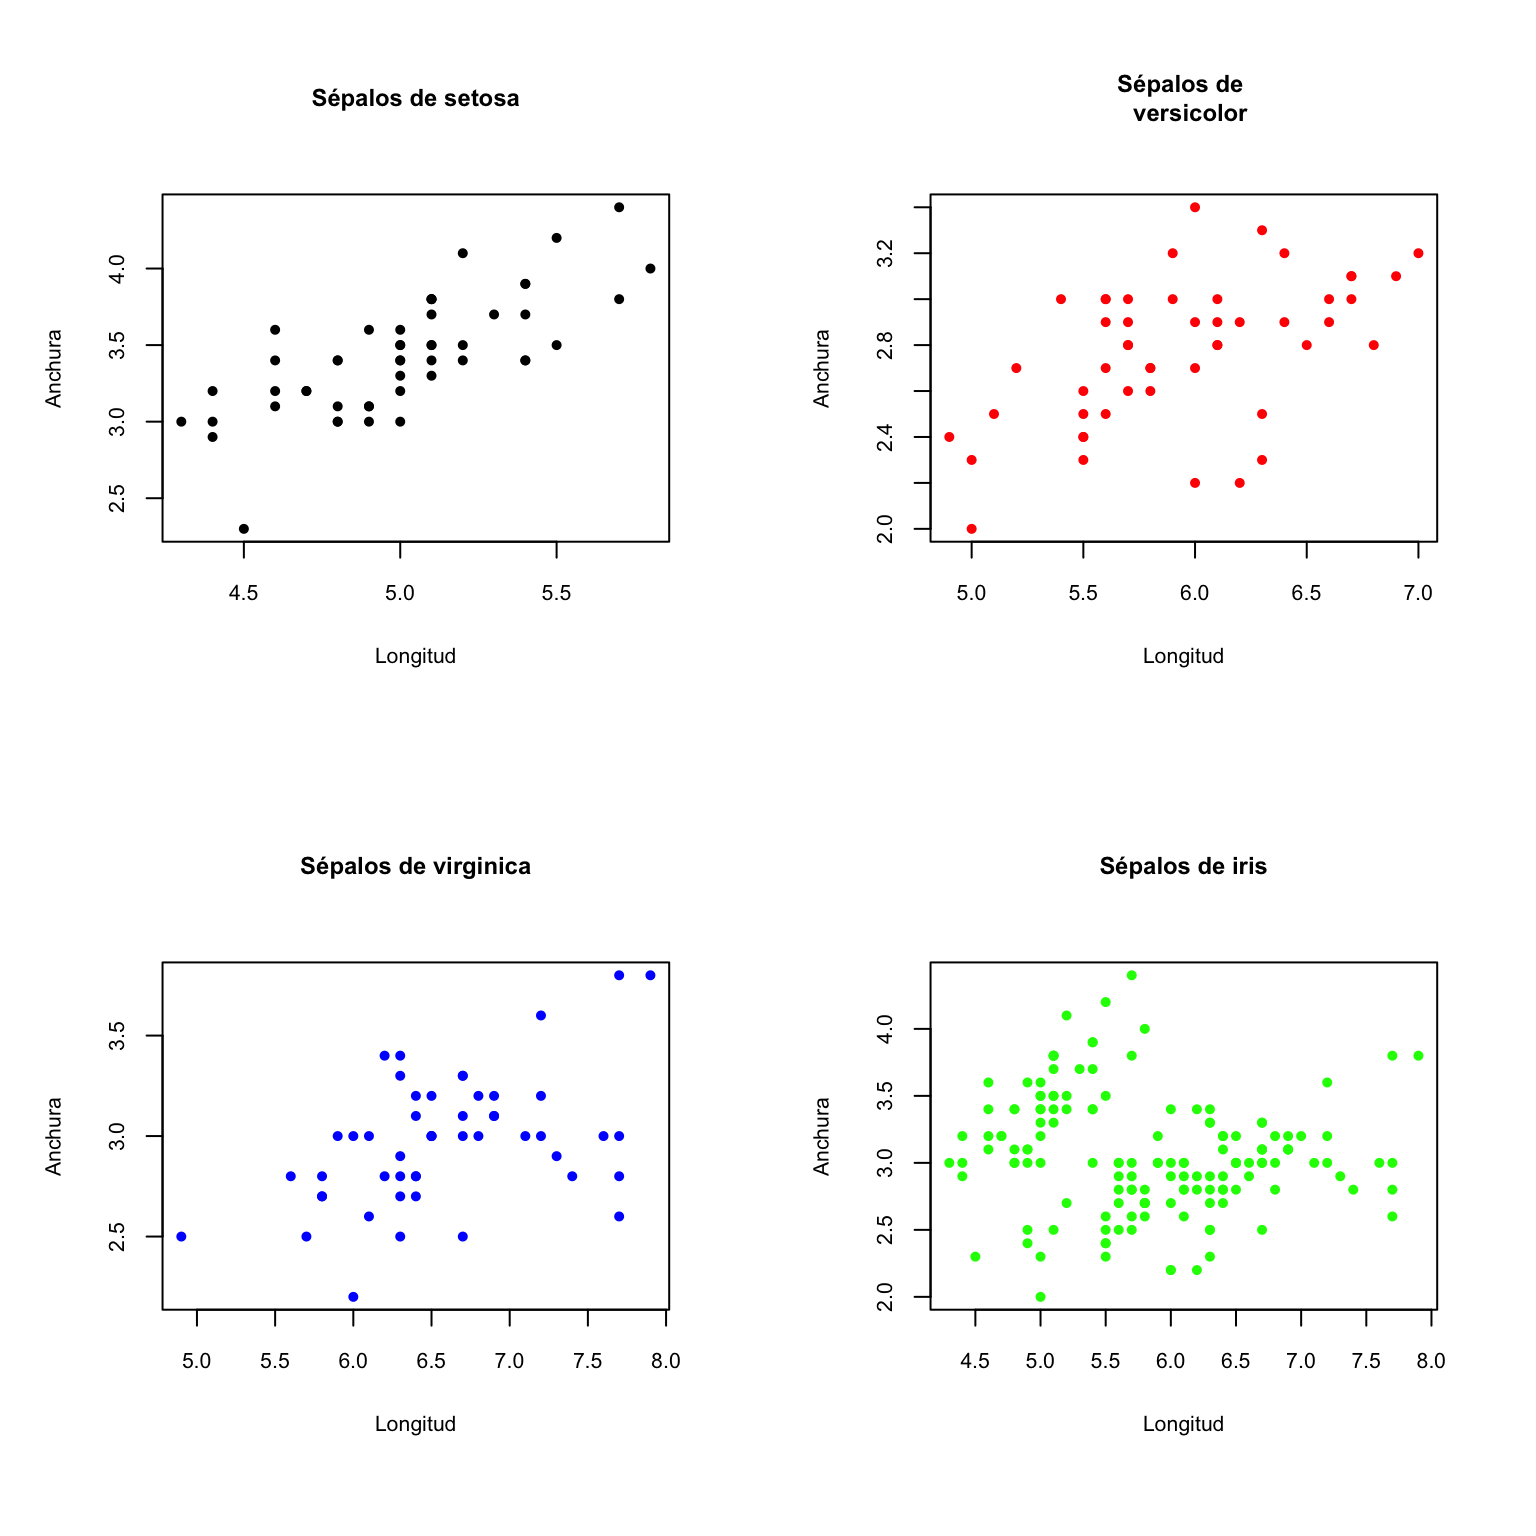 Sépalos de setosa
Anchura
4.0
3.5
3.0
2.5
4.5 5.0 5.5
Longitud
Sépalos de
versicolor
Anchura
3.2
2.8
2.4
2.0
5.0 5.5 6.0 6.5 7.0
Longitud
Sépalos de virginica
Anchura
3.5
3.0
2.5
5.0 5.5 6.0 6.5 7.0 7.5 8.0
Longitud
Sépalos de iris
Anchura
4.0
3.5
3.0
2.5
2.0
4.5 5.0 5.5 6.0 6.5 7.0 7.5 8.0
Longitud